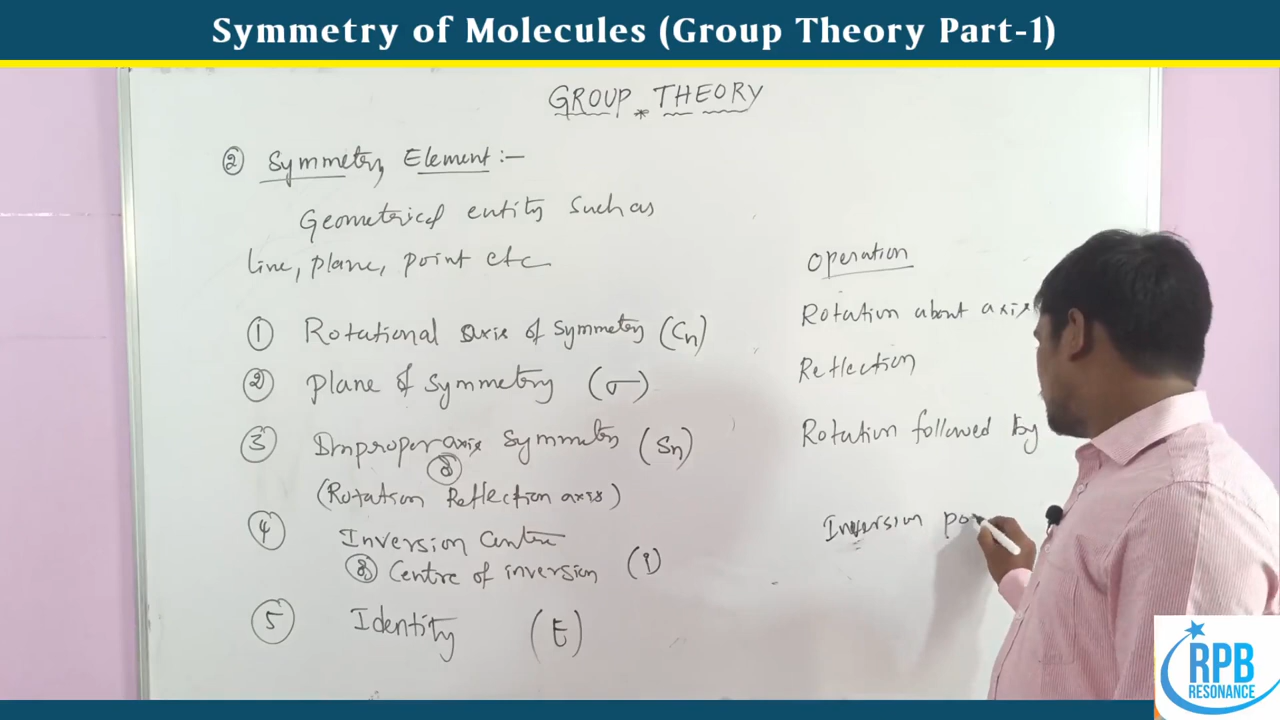 Symmetry of Molecules (Group Theory Part-1)
GROUP THEORY
② Symmetry Element :-
Geometrical entity such as
line, plane, point etc
Operation
① Rotational axis of symmetry (Cn)
Rotation about axis
② Plane of symmetry (σ)
Reflection
③ Improper axis symmetry (Sn)
Rotation followed by
(Rotation Reflection axis)
④ Inversion Centre
Inversion
Centre of inversion (i)
⑤ Identity (E)
RPB
RESONANCE